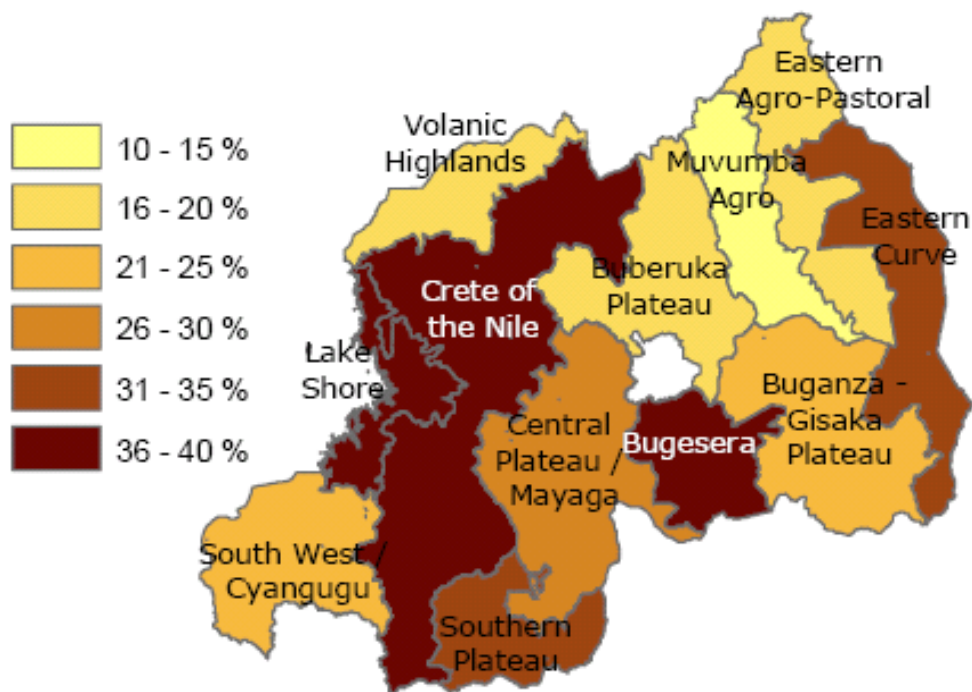 10 - 15 %
16 - 20 %
21 - 25 %
26 - 30 %
31 - 35 %
36 - 40 %
Eastern
Agro-Pastoral
Volanic
Highlands
Muvumba
Agro
Eastern
Curve
Buberuka
Plateau
Crete of
the Nile
Lake
Shore
Buganza -
Gisaka
Plateau
Central
Plateau /
Mayaga
Bugesera
South West /
Cyangugu
Southern
Plateau